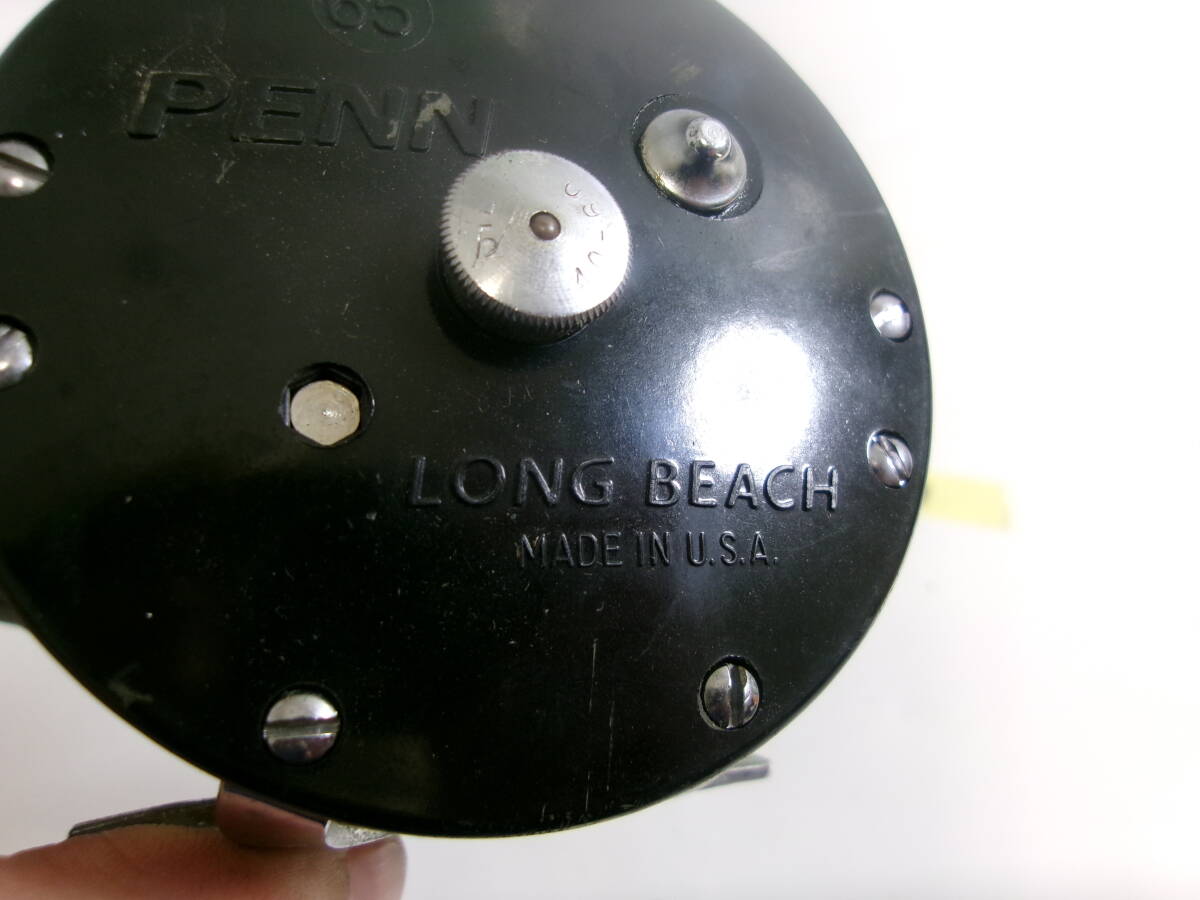 65
PENN
LONG BEACH
MADE IN U.S.A.